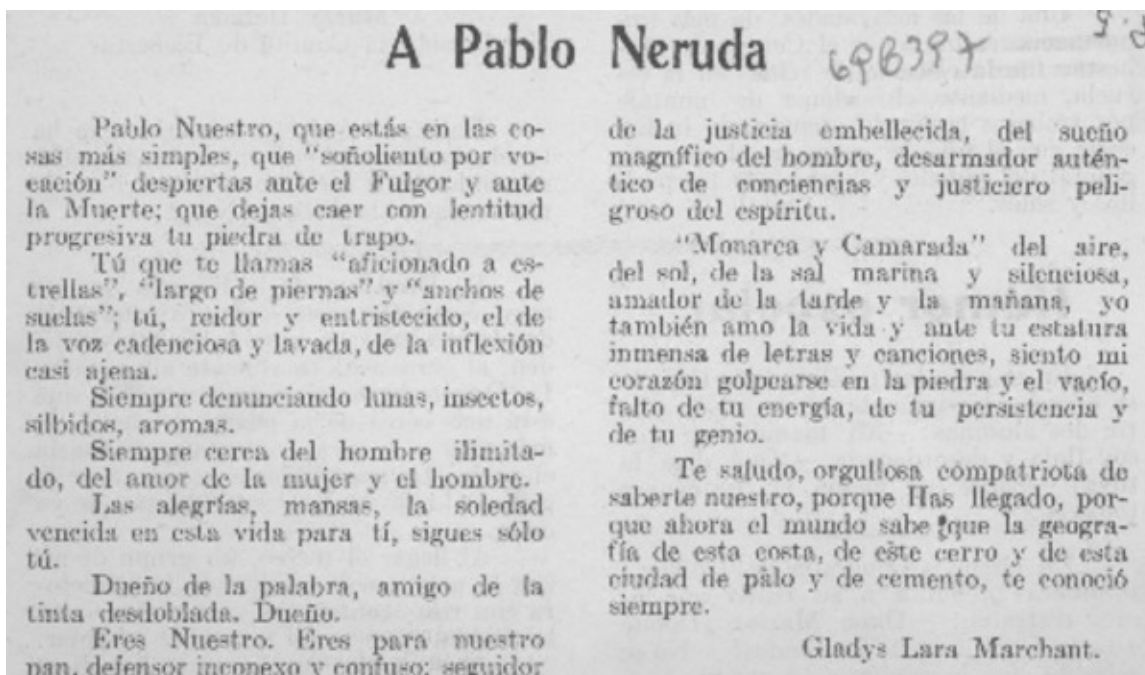 A Pablo Neruda
698397
Pablo Nuestro, que estás en las co-
sas más simples, que "soñoliento por vo-
cación" despiertas ante el Fulgor y ante
la Muerte; que dejas caer con lentitud
progresiva tu piedra de trapo.
Tú que te llamas "aficionado a es-
trellas", "largo de piernas" y "anchos de
suelas"; tú, reidor y entristecido, el de
la voz cadenciosa y lavada, de la inflexión
casi ajena.
Siempre denunciando lunas, insectos,
silbidos, aromas.
Siempre cerca del hombre ilimita-
do, del amor de la mujer y el hombre.
Las alegrías, mansas, la soledad
vencida en esta vida para tí, sigues sólo
tú.
Dueño de la palabra, amigo de la
tinta desdoblada. Dueño.
Eres Nuestro. Eres para nuestro
pan, defensor inconexo y confuso; seguidor
de la justicia embellecida, del sueño
magnífico del hombre, desarmador autén-
tico de conciencias y justiciero peli-
groso del espíritu.
"Monarca y Camarada" del aire,
del sol, de la sal marina y silenciosa,
amador de la tarde y la mañana, yo
también amo la vida y ante tu estatura
inmensa de letras y canciones, siento mi
corazón golpearse en la piedra y el vacío,
falto de tu energía, de tu persistencia y
de tu genio.
Te saludo, orgullosa compatriota de
saberte nuestro, porque Has llegado, por-
que ahora el mundo sabe que la geogra-
fía de esta costa, de este cerro y de esta
ciudad de palo y de cemento, te conoció
siempre.
Gladys Lara Marchant.